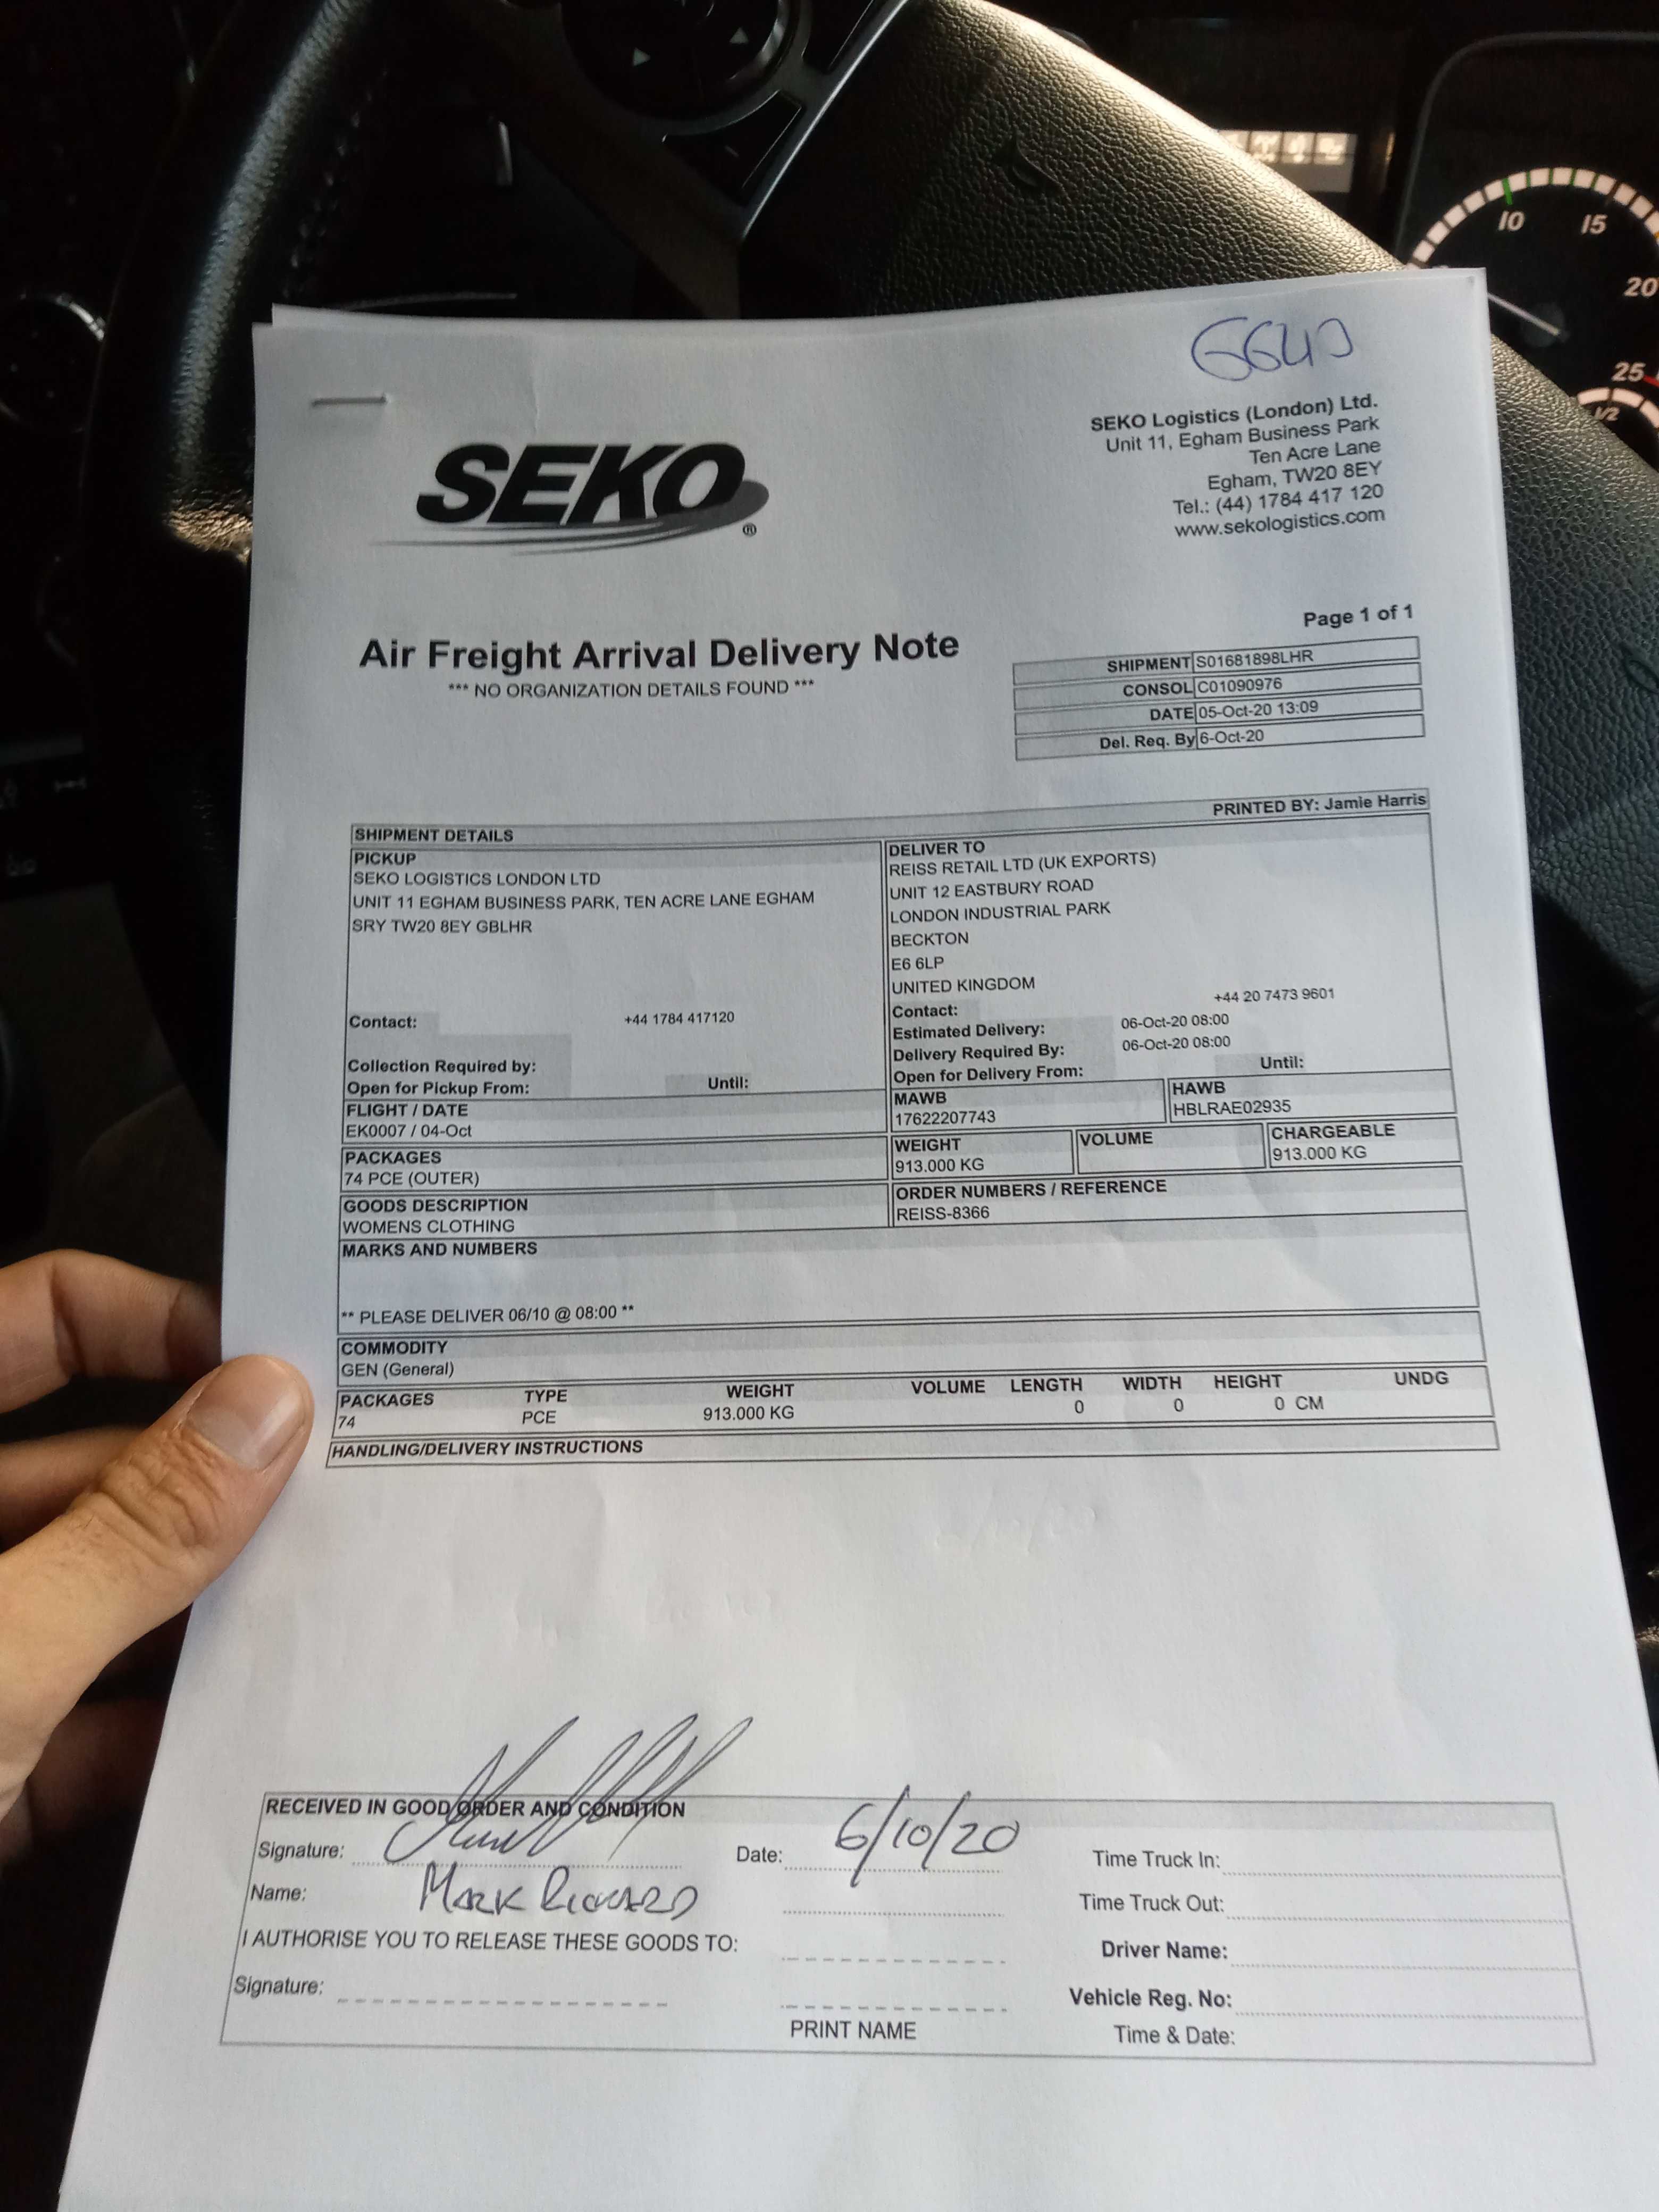 10
15
20
25
1/2
SEKO
®
SEKO Logistics (London) Ltd.
Unit 11, Egham Business Park
Ten Acre Lane
Egham, TW20 8EY
Tel.: (44) 1784 417 120
www.sekologistics.com
Page 1 of 1
Air Freight Arrival Delivery Note
*** NO ORGANIZATION DETAILS FOUND ***
SHIPMENT S01681898LHR
CONSOL C01090976
DATE 05-Oct-20 13:09
Del. Req. By 6-Oct-20
PRINTED BY: Jamie Harris
SHIPMENT DETAILS
PICKUP
SEKO LOGISTICS LONDON LTD
UNIT 11 EGHAM BUSINESS PARK, TEN ACRE LANE EGHAM
SRY TW20 8EY GBLHR
Contact: +44 1784 417120
Collection Required by:
Open for Pickup From: Until:
DELIVER TO
REISS RETAIL LTD (UK EXPORTS)
UNIT 12 EASTBURY ROAD
LONDON INDUSTRIAL PARK
BECKTON
E6 6LP
UNITED KINGDOM
Contact: +44 20 7473 9601
Estimated Delivery: 06-Oct-20 08:00
Delivery Required By: 06-Oct-20 08:00
Open for Delivery From: Until:
FLIGHT / DATE
EK0007 / 04-Oct
MAWB HAWB
17622207743 HBLRAE02935
PACKAGES
74 PCE (OUTER)
WEIGHT VOLUME CHARGEABLE
913.000 KG 913.000 KG
GOODS DESCRIPTION
WOMENS CLOTHING
ORDER NUMBERS / REFERENCE
REISS-8366
MARKS AND NUMBERS
** PLEASE DELIVER 06/10 @ 08:00 **
COMMODITY
GEN (General)
PACKAGES TYPE WEIGHT VOLUME LENGTH WIDTH HEIGHT UNDG
74 PCE 913.000 KG 0 0 0 CM
HANDLING/DELIVERY INSTRUCTIONS
RECEIVED IN GOOD ORDER AND CONDITION
Signature: Date: 6/10/20 Time Truck In:
Name: MARK RICKARD Time Truck Out:
I AUTHORISE YOU TO RELEASE THESE GOODS TO: Driver Name:
Signature: Vehicle Reg. No:
PRINT NAME Time & Date: